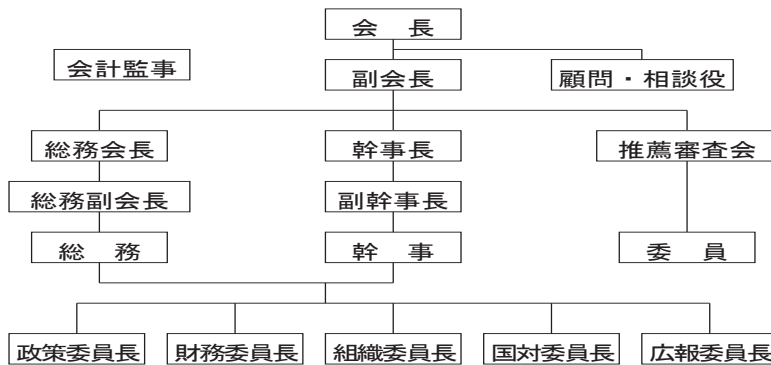 会　長
会計監事
副会長
顧問・相談役
総務会長
幹事長
推薦審査会
総務副会長
副幹事長
総　務
幹　事
委　員
政策委員長
財務委員長
組織委員長
国対委員長
広報委員長